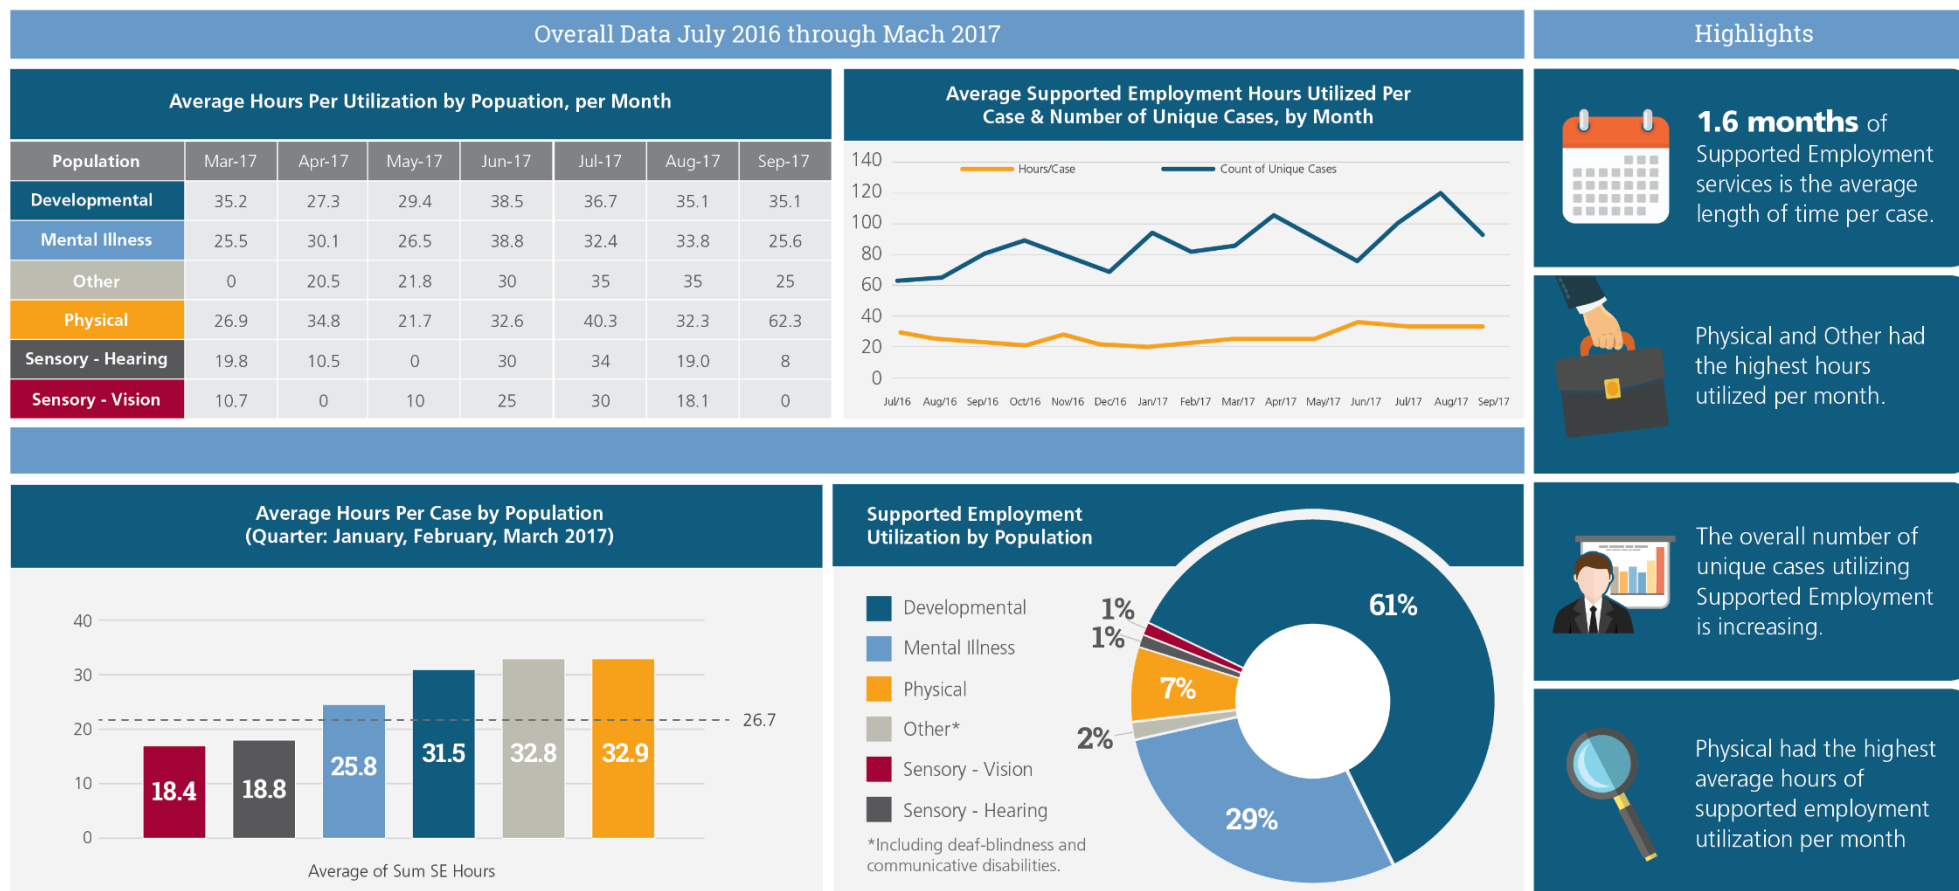 Overall Data July 2016 through Mach 2017
Highlights
Average Hours Per Utilization by Popuation, per Month
Population Mar-17 Apr-17 May-17 Jun-17 Jul-17 Aug-17 Sep-17
Developmental 35.2 27.3 29.4 38.5 36.7 35.1 35.1
Mental Illness 25.5 30.1 26.5 38.8 32.4 33.8 25.6
Other 0 20.5 21.8 30 35 35 25
Physical 26.9 34.8 21.7 32.6 40.3 32.3 62.3
Sensory - Hearing 19.8 10.5 0 30 34 19.0 8
Sensory - Vision 10.7 0 10 25 30 18.1 0
Average Supported Employment Hours Utilized Per
Case & Number of Unique Cases, by Month
Hours/Case Count of Unique Cases
140
120
100
80
60
40
20
0
Jul/16 Aug/16 Sep/16 Oct/16 Nov/16 Dec/16 Jan/17 Feb/17 Mar/17 Apr/17 May/17 Jun/17 Jul/17 Aug/17 Sep/17
1.6 months of
Supported Employment
services is the average
length of time per case.
Physical and Other had
the highest hours
utilized per month.
Average Hours Per Case by Population
(Quarter: January, February, March 2017)
40
30
20
10
0
18.4 18.8 25.8 31.5 32.8 32.9
26.7
Average of Sum SE Hours
Supported Employment
Utilization by Population
Developmental
Mental Illness
Physical
Other*
Sensory - Vision
Sensory - Hearing
*Including deaf-blindness and
communicative disabilities.
61%
1%
1%
7%
2%
29%
The overall number of
unique cases utilizing
Supported Employment
is increasing.
Physical had the highest
average hours of
supported employment
utilization per month